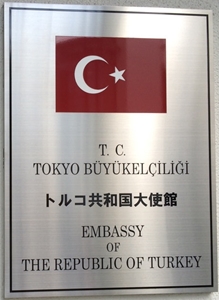 T. C.
TOKYO BÜYÜKELÇİLİĞİ
トルコ共和国大使館
EMBASSY
OF
THE REPUBLIC OF TURKEY